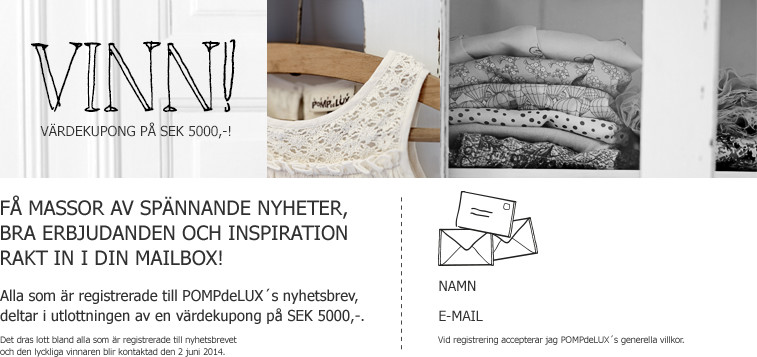 VINN!
VÄRDEKUPONG PÅ SEK 5000,-!
POMPdeLUX
FÅ MASSOR AV SPÄNNANDE NYHETER,
BRA ERBJUDANDEN OCH INSPIRATION
RAKT IN I DIN MAILBOX!
Alla som är registrerade till POMPdeLUX´s nyhetsbrev,
deltar i utlottningen av en värdekupong på SEK 5000,-.
Det dras lott bland alla som är registrerade till nyhetsbrevet
och den lyckliga vinnaren blir kontaktad den 2 juni 2014.
NAMN
E-MAIL
Vid registrering accepterar jag POMPdeLUX´s generella villkor.